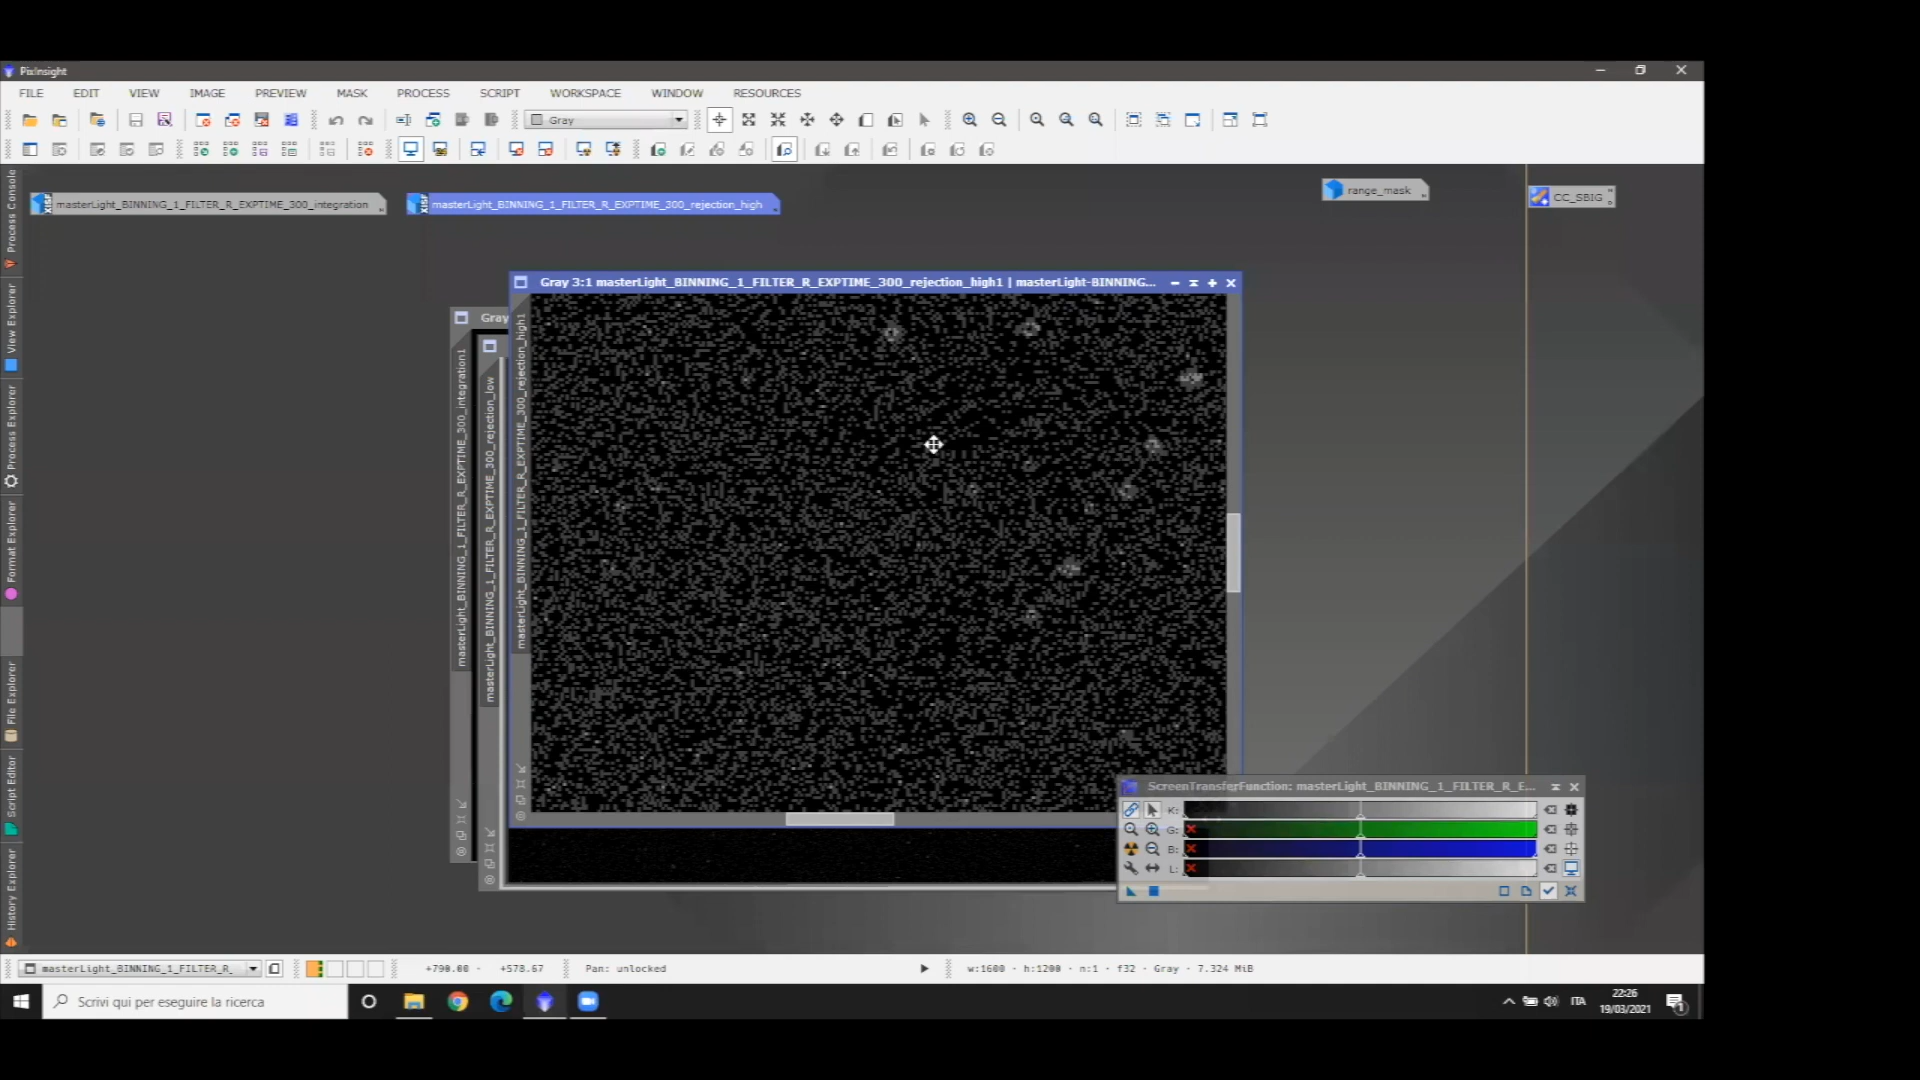 PixInsight
FILE EDIT VIEW IMAGE PREVIEW MASK PROCESS SCRIPT WORKSPACE WINDOW RESOURCES
Gray
masterLight_BINNING_1_FILTER_R_EXPTIME_300_integration
masterLight_BINNING_1_FILTER_R_EXPTIME_300_rejection_high
range_mask
CC_SBIG
Process Console
View Explorer
Process Explorer
Format Explorer
File Explorer
Script Editor
History Explorer
Gray
masterLight_BINNING_1_FILTER_R_EXPTIME_300_integration1
masterLight_BINNING_1_FILTER_R_EXPTIME_300_rejection_low
Gray 3:1 masterLight_BINNING_1_FILTER_R_EXPTIME_300_rejection_high1 | masterLight-BINNING...
masterLight_BINNING_1_FILTER_R_EXPTIME_300_rejection_high1
ScreenTransferFunction: masterLight_BINNING_1_FILTER_R_E...
K:
G:
B:
L:
masterLight_BINNING_1_FILTER_R_
+790.00 - +578.67
Pan: unlocked
w:1600 · h:1200 · n:1 · f32 · Gray · 7.324 MiB
Scrivi qui per eseguire la ricerca
ITA
22:26
19/03/2021
1